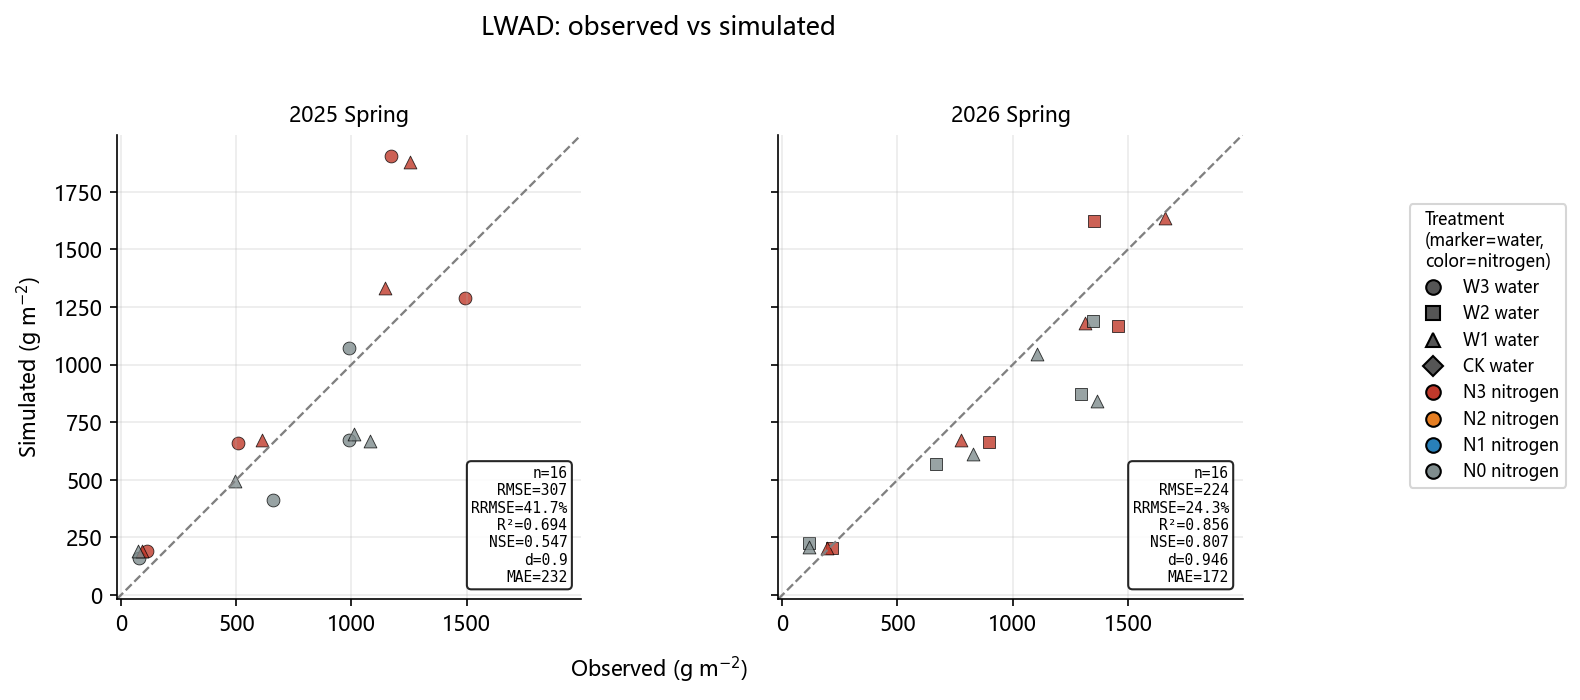 LWAD: observed vs simulated
2025 Spring
2026 Spring
Simulated (g m⁻²)
1750
1500
1250
1000
750
500
250
0
0
500
1000
1500
n=16
RMSE=307
RRMSE=41.7%
R²=0.694
NSE=0.547
d=0.9
MAE=232
0
500
1000
1500
n=16
RMSE=224
RRMSE=24.3%
R²=0.856
NSE=0.807
d=0.946
MAE=172
Observed (g m⁻²)
Treatment
(marker=water,
color=nitrogen)
W3 water
W2 water
W1 water
CK water
N3 nitrogen
N2 nitrogen
N1 nitrogen
N0 nitrogen